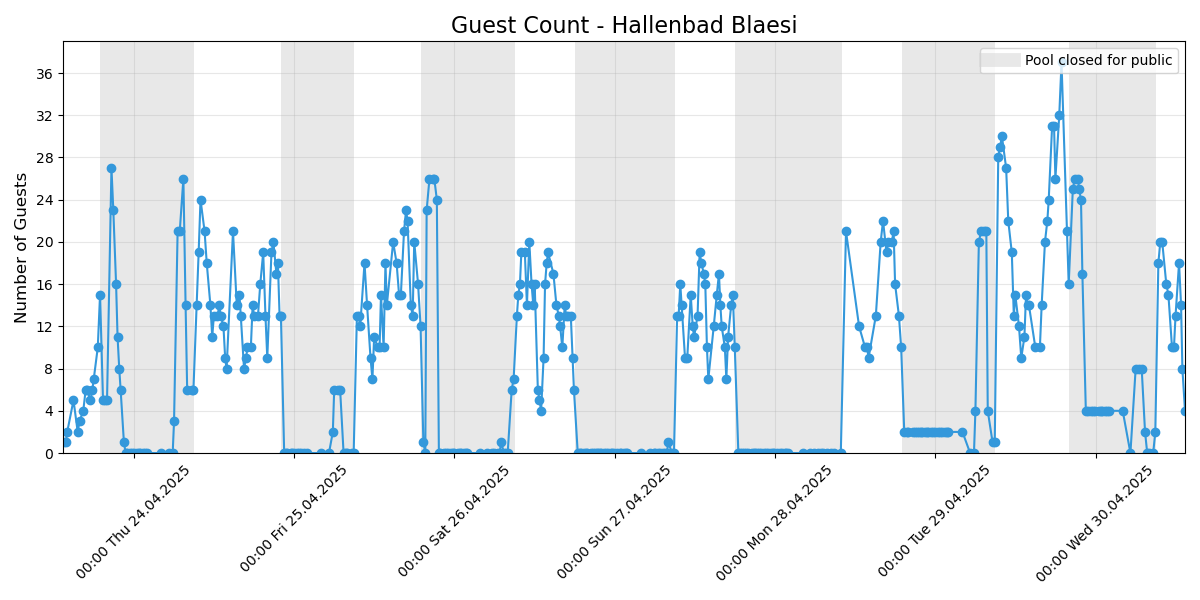 Guest Count - Hallenbad Blaesi
Pool closed for public
Number of Guests
36
32
28
24
20
16
12
8
4
0
00:00 Thu 24.04.2025
00:00 Fri 25.04.2025
00:00 Sat 26.04.2025
00:00 Sun 27.04.2025
00:00 Mon 28.04.2025
00:00 Tue 29.04.2025
00:00 Wed 30.04.2025